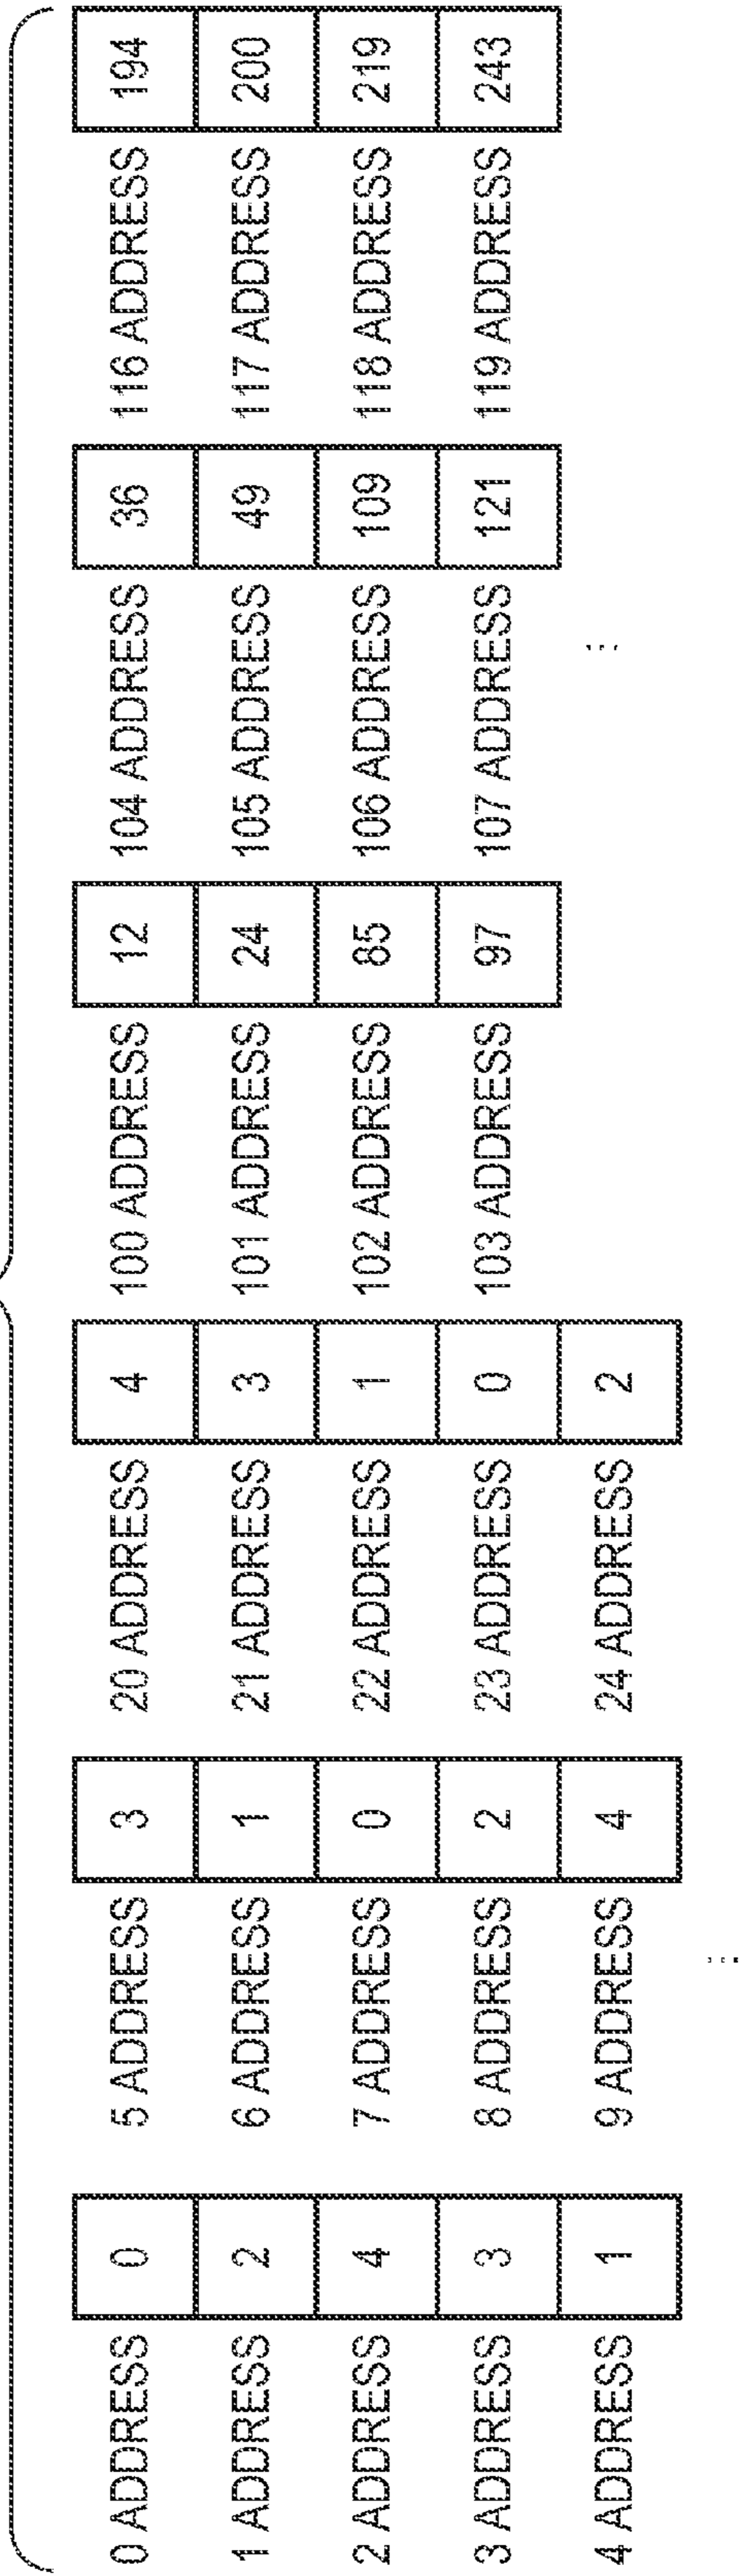 0 ADDRESS 0
1 ADDRESS 2
2 ADDRESS 4
3 ADDRESS 3
4 ADDRESS 1
5 ADDRESS 3
6 ADDRESS 1
7 ADDRESS 0
8 ADDRESS 2
9 ADDRESS 4
...
20 ADDRESS 4
21 ADDRESS 3
22 ADDRESS 1
23 ADDRESS 0
24 ADDRESS 2
100 ADDRESS 12
101 ADDRESS 24
102 ADDRESS 85
103 ADDRESS 97
104 ADDRESS 36
105 ADDRESS 49
106 ADDRESS 109
107 ADDRESS 121
...
116 ADDRESS 194
117 ADDRESS 200
118 ADDRESS 219
119 ADDRESS 243